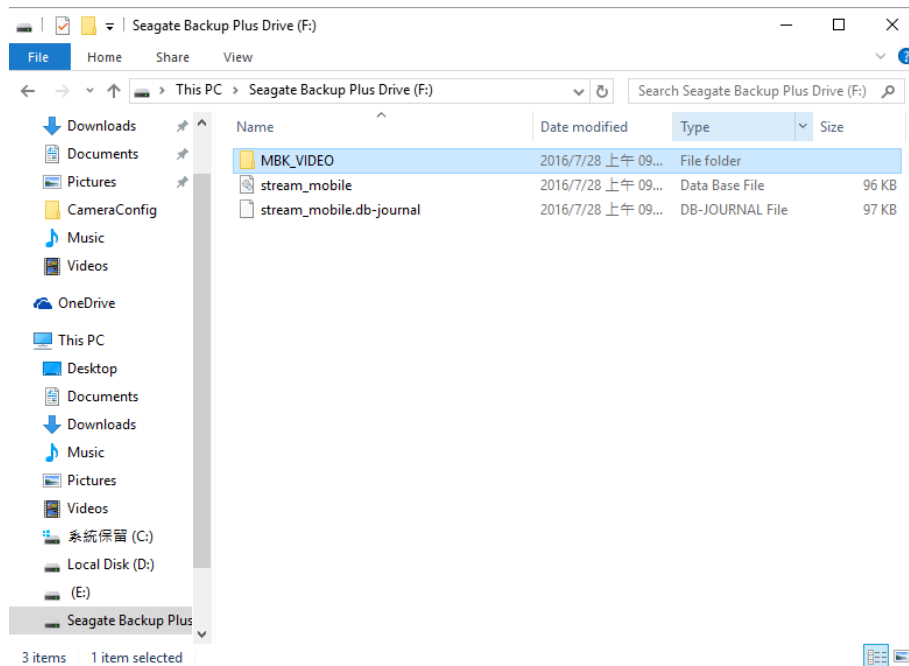 Seagate Backup Plus Drive (F:)
File Home Share View
This PC Seagate Backup Plus Drive (F:) Search Seagate Backup Plus Drive (F:)
Name Date modified Type Size
Downloads
Documents
Pictures
CameraConfig
Music
Videos
OneDrive
This PC
Desktop
Documents
Downloads
Music
Pictures
Videos
系統保留 (C:)
Local Disk (D:)
(E:)
Seagate Backup Plus
MBK_VIDEO 2016/7/28 上午 09... File folder
stream_mobile 2016/7/28 上午 09... Data Base File 96 KB
stream_mobile.db-journal 2016/7/28 上午 09... DB-JOURNAL File 97 KB
3 items 1 item selected